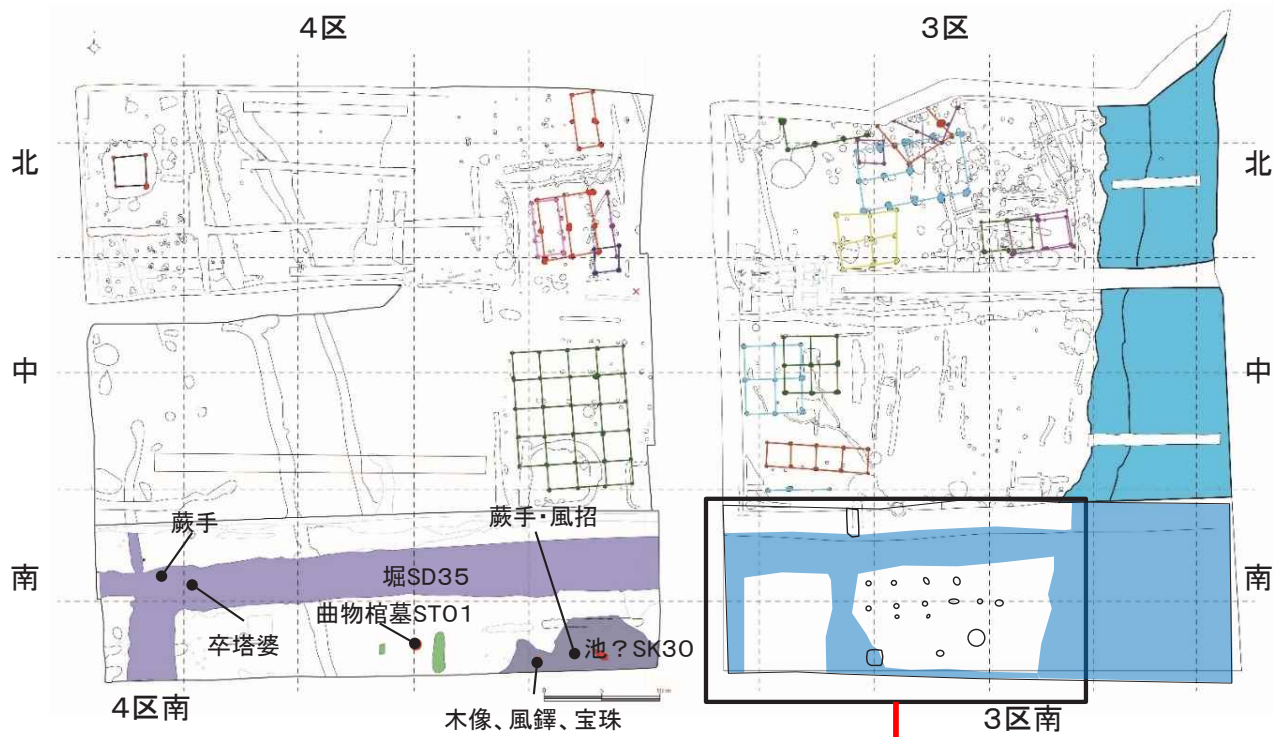 4区
3区
北
北
中
中
蕨手
蕨手・風招
南
堀SD35
南
曲物棺墓ST01
卒塔婆
池?SK30
4区南
木像、風鐸、宝珠
3区南